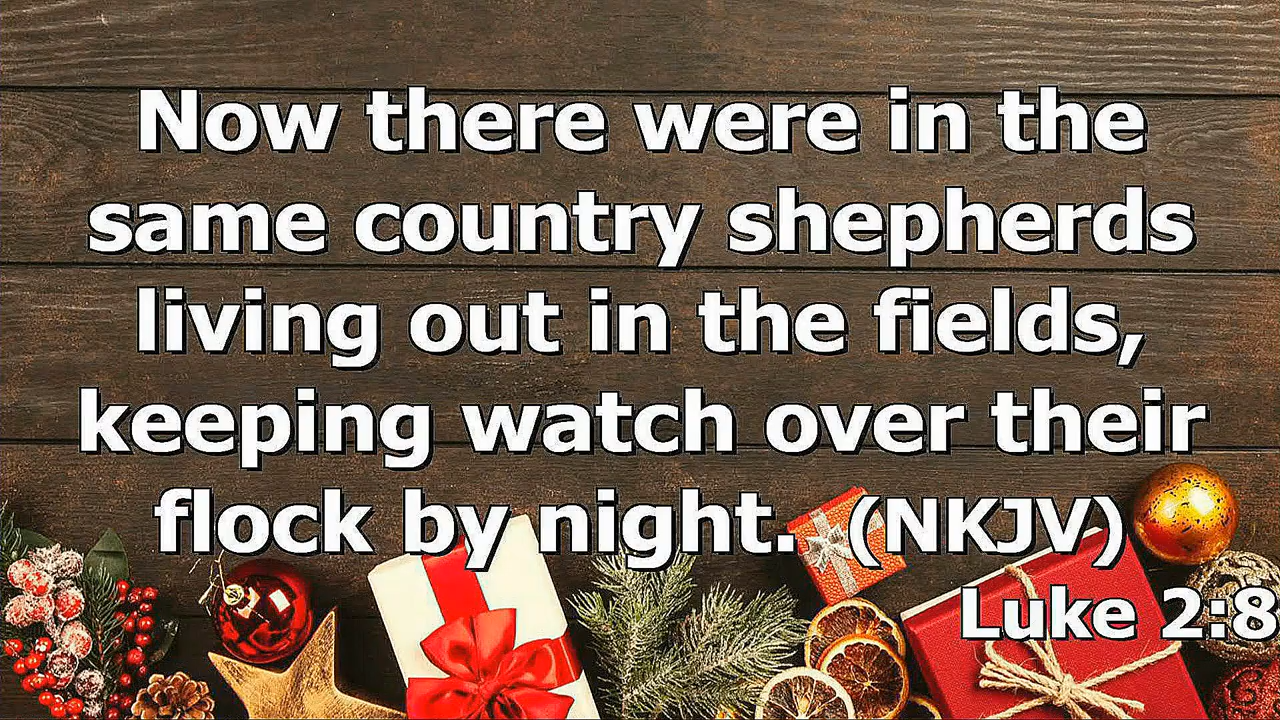 Now there were in the
same country shepherds
living out in the fields,
keeping watch over their
flock by night. (NKJV)
Luke 2:8